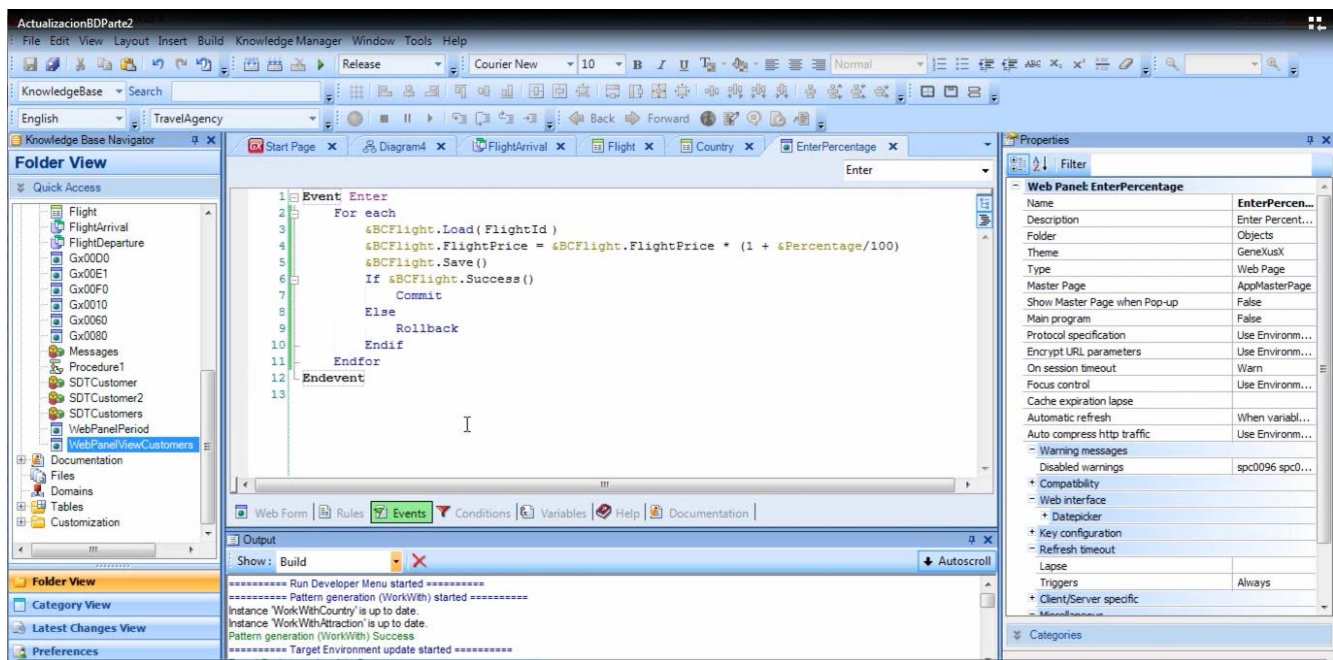 ActualizacionBDParte2
File Edit View Layout Insert Build Knowledge Manager Window Tools Help
Release Courier New 10 B I U Normal ABC
KnowledgeBase Search
English TravelAgency Back Forward
Knowledge Base Navigator
Folder View
Quick Access
Flight
FlightArrival
FlightDeparture
Gx00D0
Gx00E1
Gx00F0
Gx0010
Gx0060
Gx0080
Messages
Procedure1
SDTCustomer
SDTCustomer2
SDTCustomers
WebPanelPeriod
WebPanelViewCustomers
Documentation
Files
Domains
Tables
Customization
Folder View
Category View
Latest Changes View
Preferences
Start Page Diagram4 FlightArrival Flight Country EnterPercentage
Enter
1 Event Enter
2 For each
3 &BCFlight.Load(FlightId)
4 &BCFlight.FlightPrice = &BCFlight.FlightPrice * (1 + &Percentage/100)
5 &BCFlight.Save()
6 If &BCFlight.Success()
7 Commit
8 Else
9 Rollback
10 Endif
11 Endfor
12 Endevent
13
Web Form Rules Events Conditions Variables Help Documentation
Output
Show: Build Autoscroll
========== Run Developer Menu started ==========
========== Pattern generation (WorkWith) started ==========
Instance 'WorkWithCountry' is up to date.
Instance 'WorkWithAttraction' is up to date.
Pattern generation (WorkWith) Success
========== Target Environment update started ==========
Properties
Filter
Web Panel: EnterPercentage
Name EnterPercen...
Description Enter Percent...
Folder Objects
Theme GeneXusX
Type Web Page
Master Page AppMasterPage
Show Master Page when Pop-up False
Main program False
Protocol specification Use Environm...
Encrypt URL parameters Use Environm...
On session timeout Warn
Focus control Use Environm...
Cache expiration lapse
Automatic refresh When variabl...
Auto compress http traffic Use Environm...
Warning messages
Disabled warnings spc0096 spc0...
Compatibility
Web interface
Datepicker
Key configuration
Refresh timeout
Lapse
Triggers Always
Client/Server specific
Miscellaneous
Categories